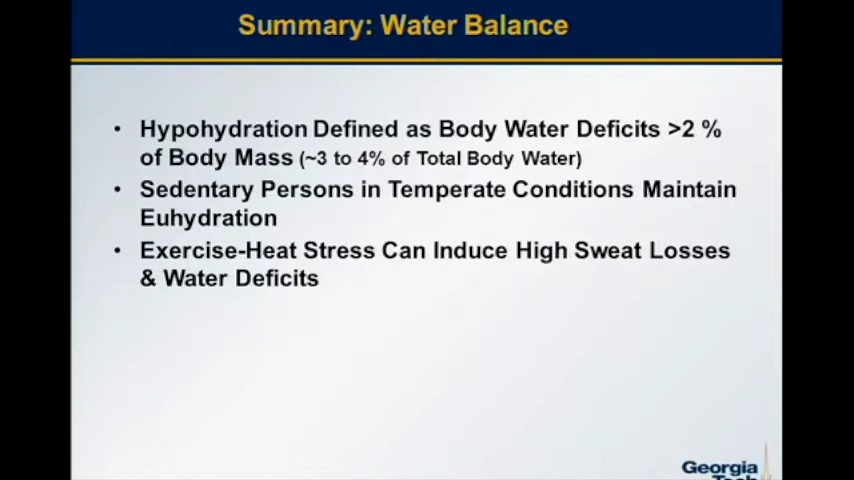 Summary: Water Balance
• Hypohydration Defined as Body Water Deficits >2 %
of Body Mass (~3 to 4% of Total Body Water)
• Sedentary Persons in Temperate Conditions Maintain
Euhydration
• Exercise-Heat Stress Can Induce High Sweat Losses
& Water Deficits
Georgia
Tech